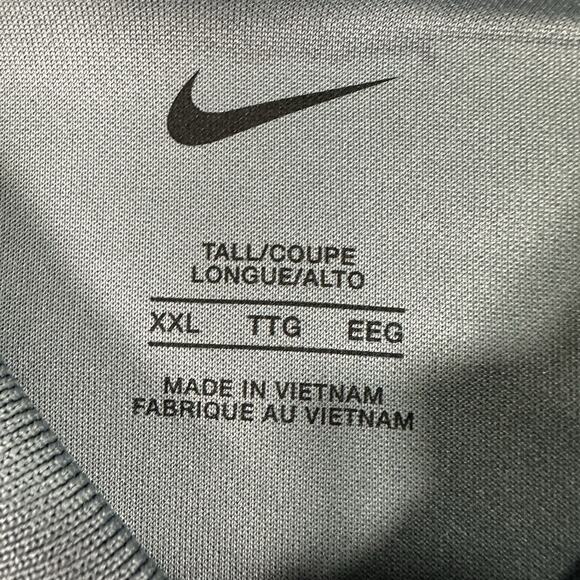 TALL/COUPE
LONGUE/ALTO
XXL TTG EEG
MADE IN VIETNAM
FABRIQUE AU VIETNAM